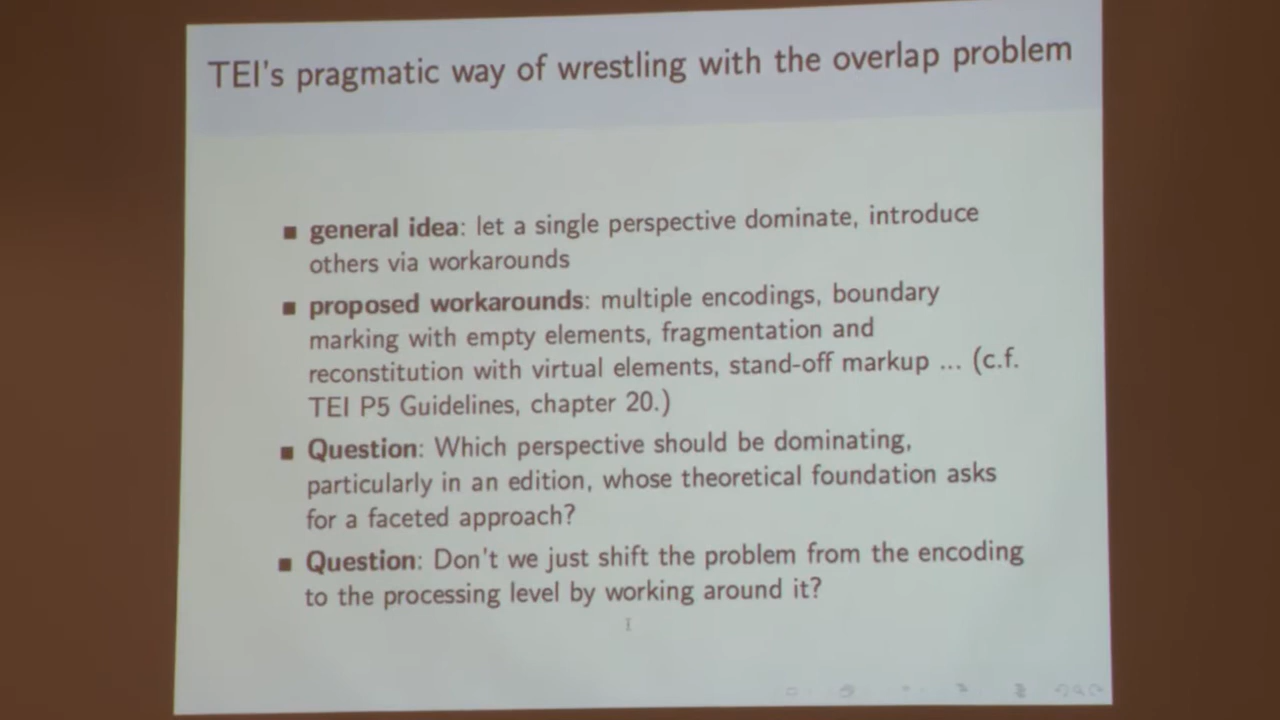 TEI's pragmatic way of wrestling with the overlap problem
■ general idea: let a single perspective dominate, introduce
others via workarounds
■ proposed workarounds: multiple encodings, boundary
marking with empty elements, fragmentation and
reconstitution with virtual elements, stand-off markup ... (c.f.
TEI P5 Guidelines, chapter 20.)
■ Question: Which perspective should be dominating,
particularly in an edition, whose theoretical foundation asks
for a faceted approach?
■ Question: Don't we just shift the problem from the encoding
to the processing level by working around it?